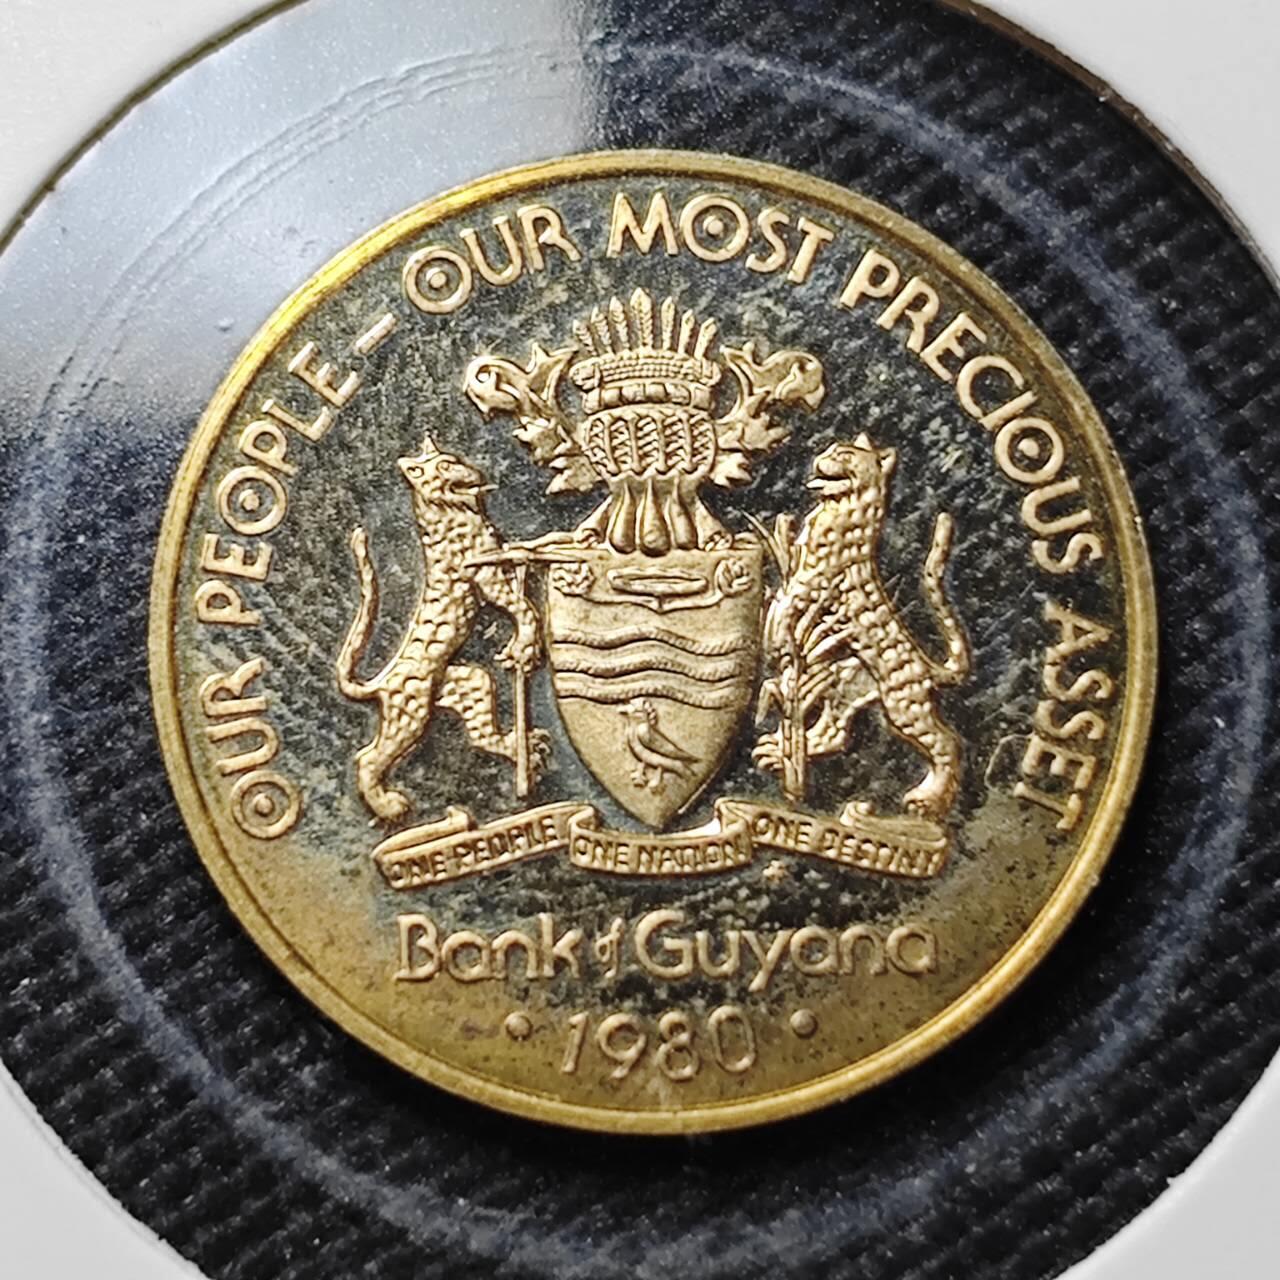 OUR PEOPLE – OUR MOST PRECIOUS ASSET
ONE PEOPLE ONE NATION ONE DESTINY
Bank of Guyana
• 1980 •